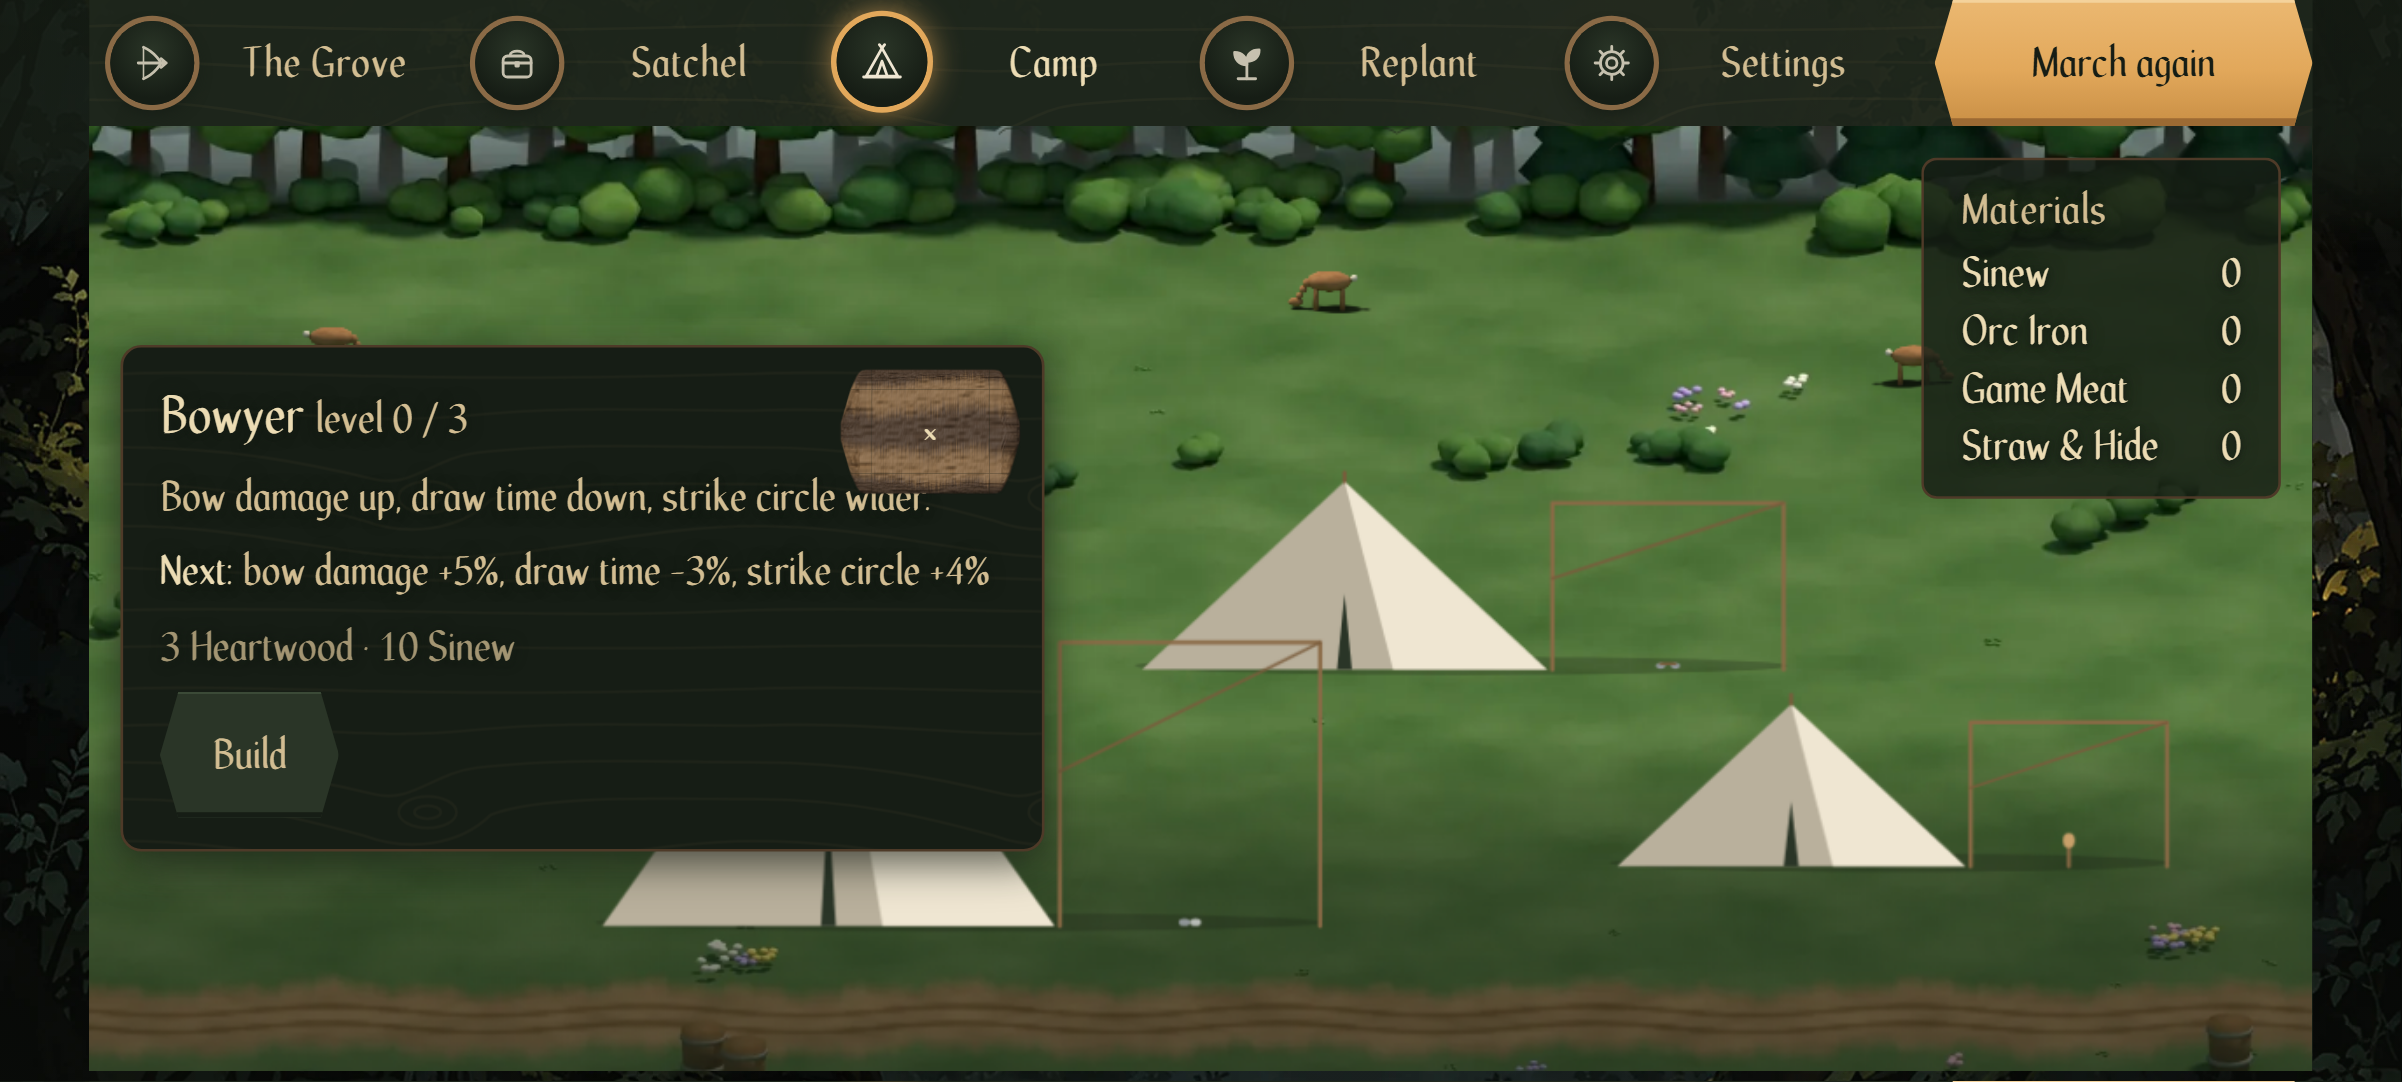 The Grove
Satchel
Camp
Replant
Settings
March again
Materials
Sinew 0
Orc Iron 0
Game Meat 0
Straw & Hide 0
Bowyer level 0 / 3
x
Bow damage up, draw time down, strike circle wider.
Next: bow damage +5%, draw time -3%, strike circle +4%
3 Heartwood · 10 Sinew
Build